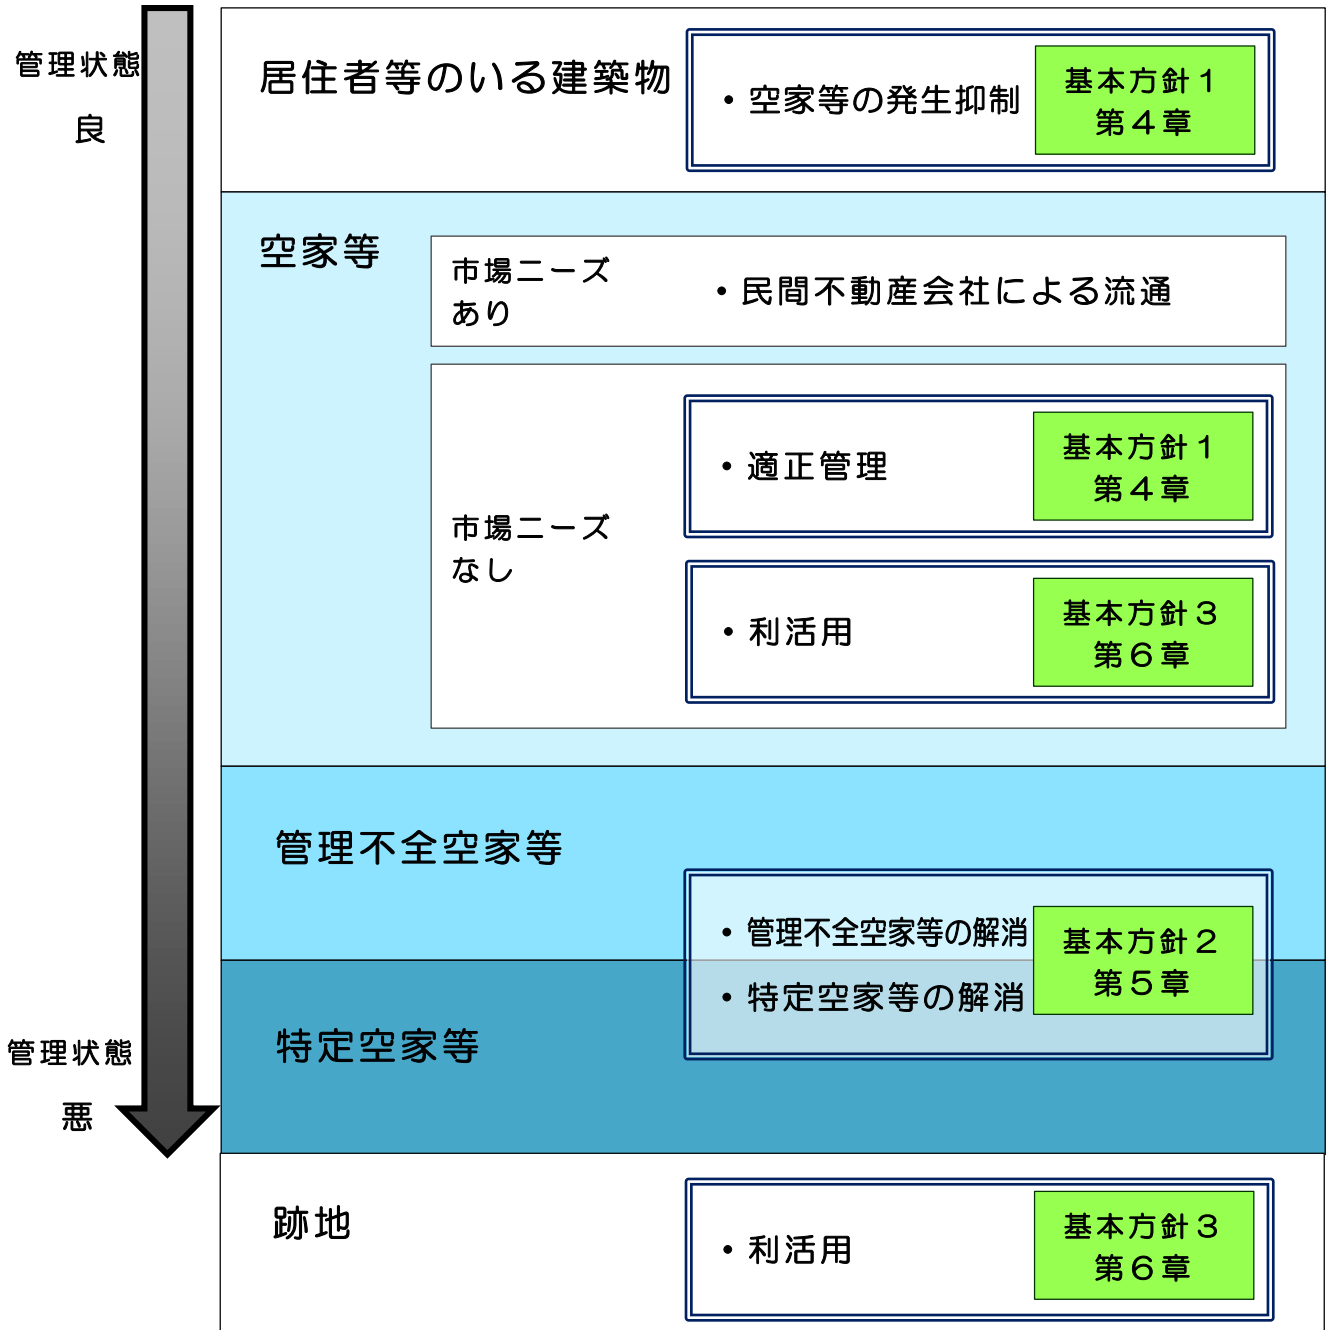 管理状態
良
居住者等のいる建築物
・空家等の発生抑制
基本方針１
第４章
空家等
市場ニーズ
あり
・民間不動産会社による流通
市場ニーズ
なし
・適正管理
基本方針１
第４章
・利活用
基本方針３
第６章
管理不全空家等
・管理不全空家等の解消
・特定空家等の解消
基本方針２
第５章
特定空家等
管理状態
悪
跡地
・利活用
基本方針３
第６章